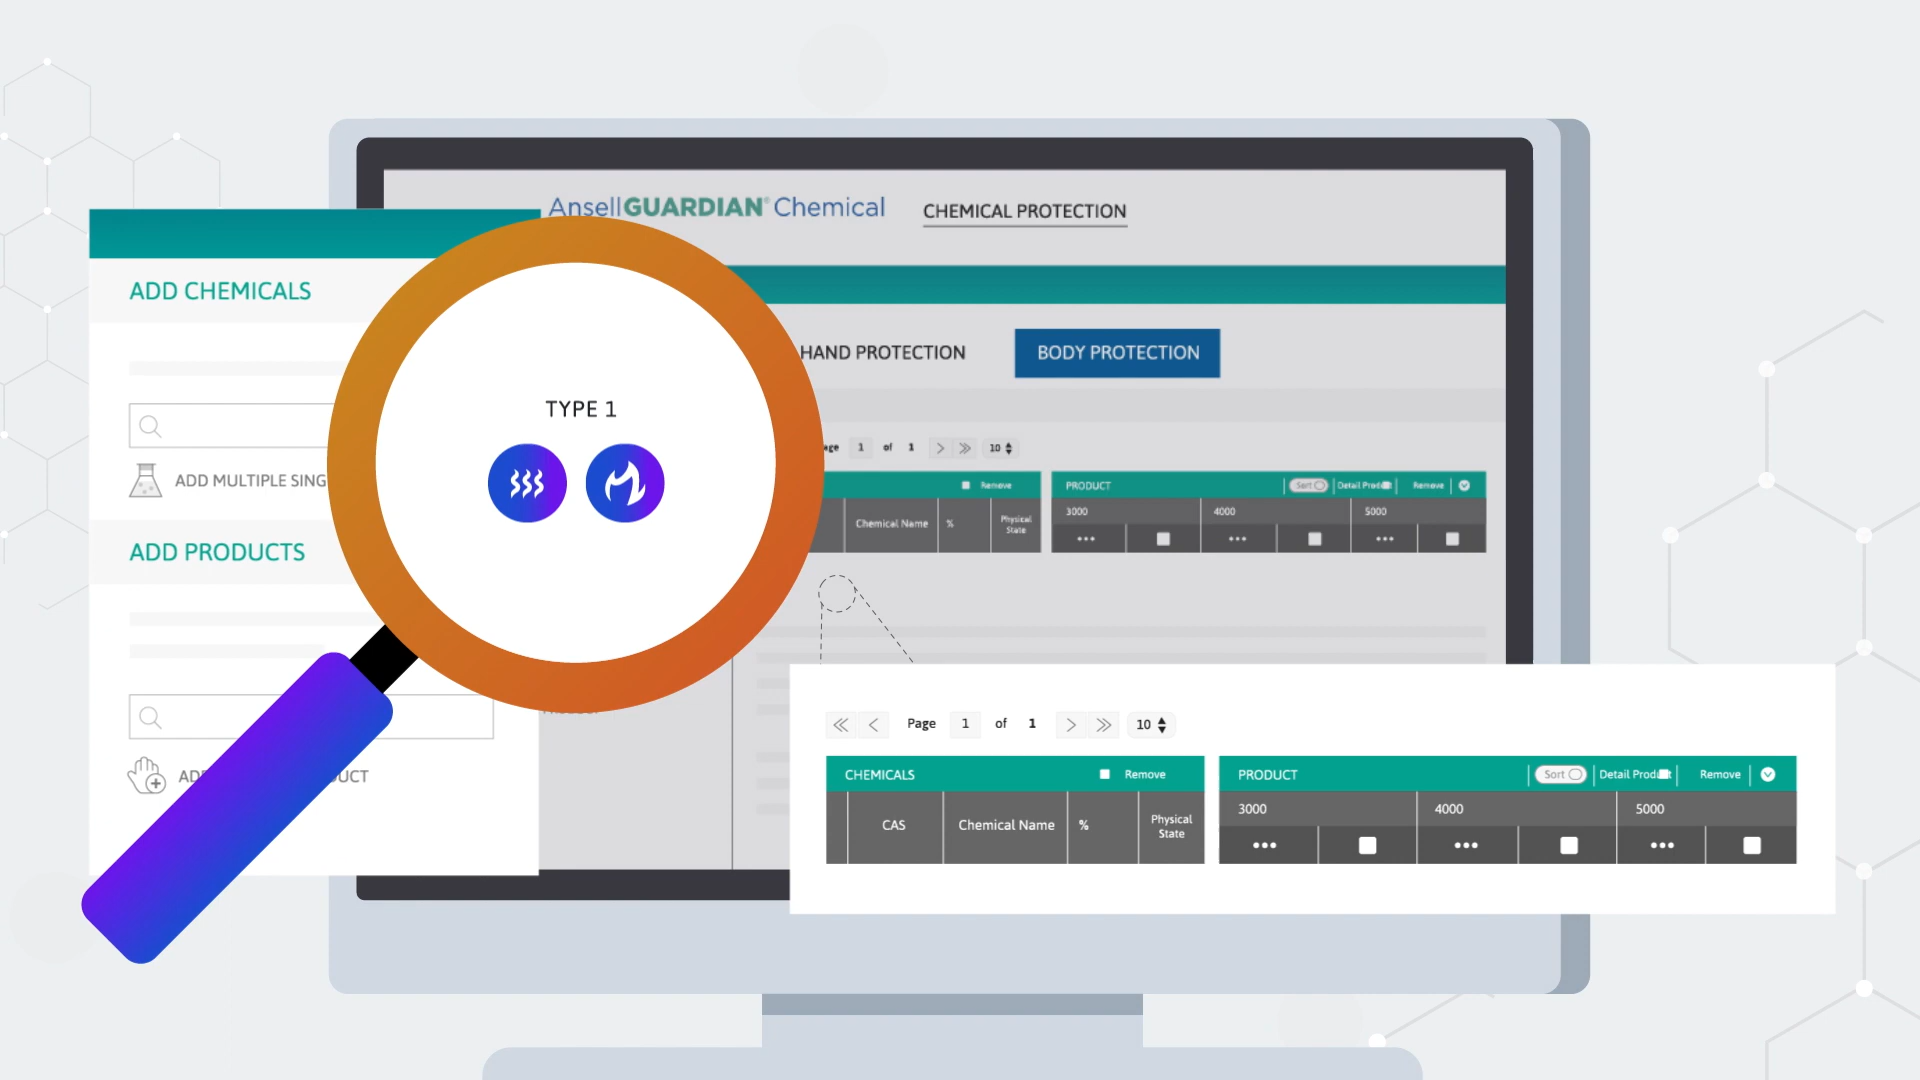 AnsellGUARDIAN® Chemical
CHEMICAL PROTECTION
ADD CHEMICALS
HAND PROTECTION
BODY PROTECTION
TYPE 1
1 of 1 10
ADD MULTIPLE SING
Remove
PRODUCT Sort Detail Product Remove
Chemical Name % Physical State
3000 4000 5000
ADD PRODUCTS
Page 1 of 1 10
CHEMICALS Remove
PRODUCT Sort Detail Product Remove
CAS Chemical Name % Physical State
3000 4000 5000